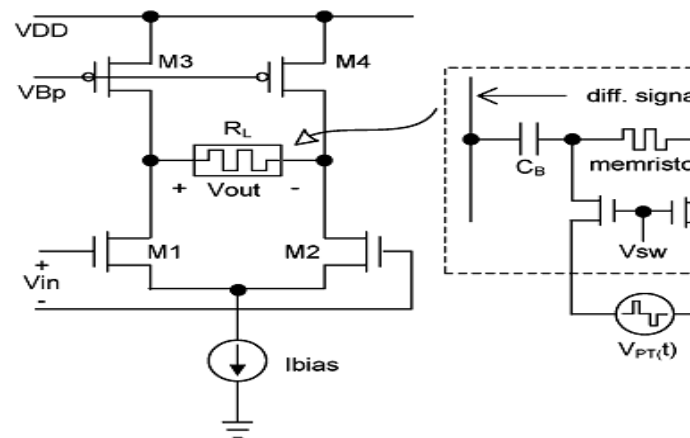 VDD
M3
M4
VBp
RL
+ Vout -
M1
M2
+
Vin
-
Ibias
diff. signa
CB
memristo
Vsw
VPT(t)